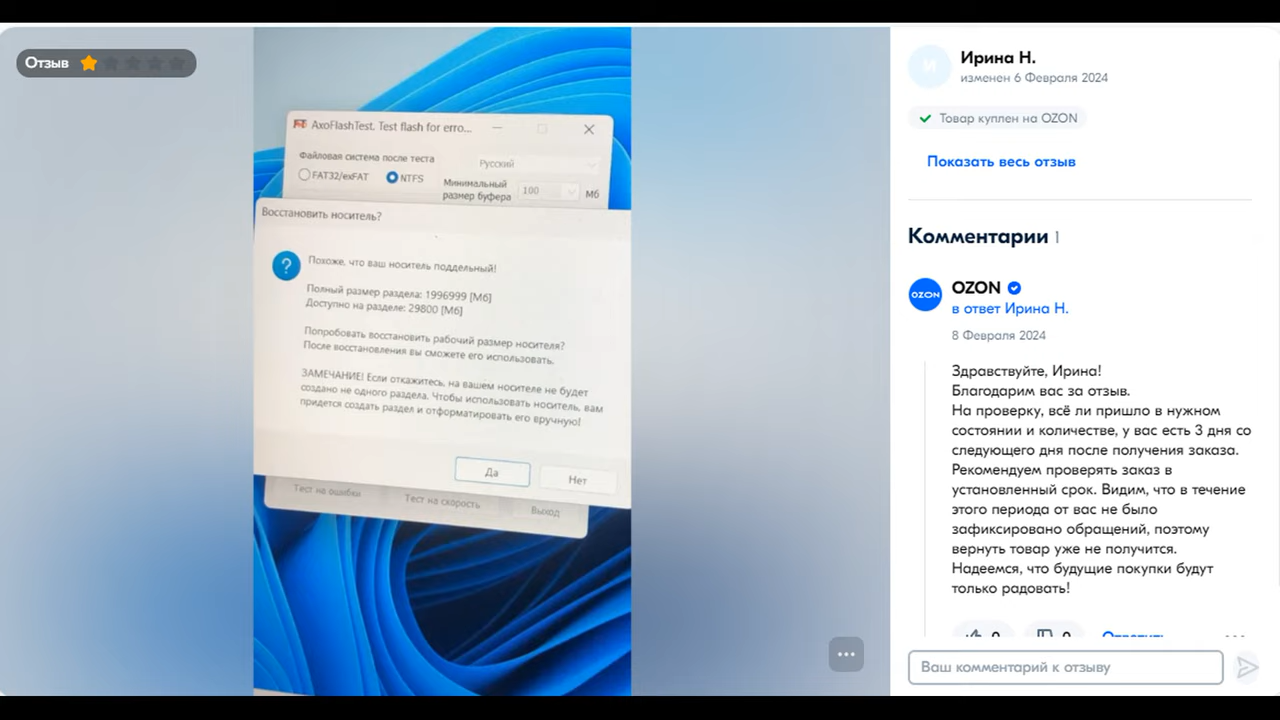 Отзыв
AxoFlashTest. Test flash for erro...
Файловая система после теста
FAT32/exFAT
NTFS
Русский
Минимальный
размер буфера
100
Мб
Восстановить носитель?
Похоже, что ваш носитель поддельный!
Полный размер раздела: 1996999 [Мб]
Доступно на разделе: 29800 [Мб]
Попробовать восстановить рабочий размер носителя?
После восстановления вы сможете его использовать.
ЗАМЕЧАНИЕ! Если откажитесь, на вашем носителе не будет
создано не одного раздела. Чтобы использовать носитель, вам
придется создать раздел и отформатировать его вручную!
Да
Нет
Тест на ошибки
Тест на скорость
Выход
И
Ирина Н.
изменен 6 Февраля 2024
Товар куплен на OZON
Показать весь отзыв
Комментарии 1
OZON
OZON
в ответ Ирина Н.
8 Февраля 2024
Здравствуйте, Ирина!
Благодарим вас за отзыв.
На проверку, всё ли пришло в нужном
состоянии и количестве, у вас есть 3 дня со
следующего дня после получения заказа.
Рекомендуем проверять заказ в
установленный срок. Видим, что в течение
этого периода от вас не было
зафиксировано обращений, поэтому
вернуть товар уже не получится.
Надеемся, что будущие покупки будут
только радовать!
0
0
Ответить
Ваш комментарий к отзыву